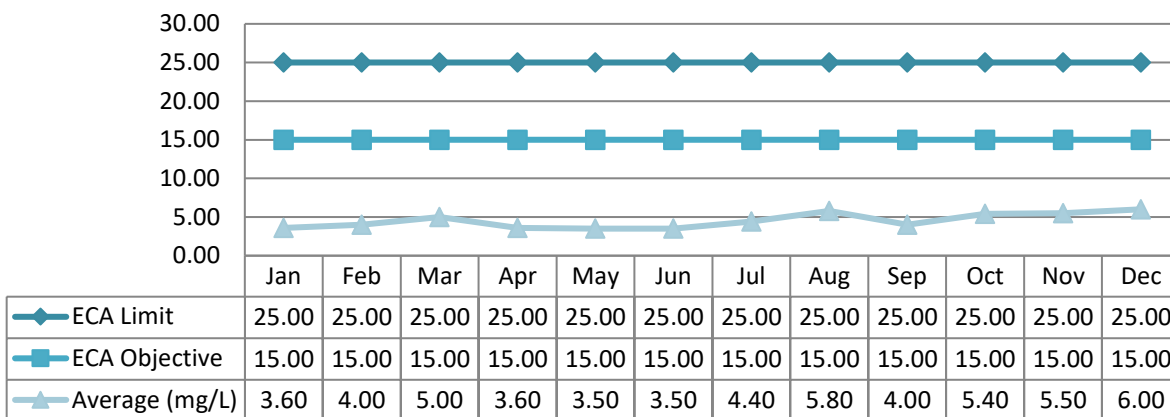 30.00
25.00
20.00
15.00
10.00
5.00
0.00
Jan Feb Mar Apr May Jun Jul Aug Sep Oct Nov Dec
ECA Limit 25.00 25.00 25.00 25.00 25.00 25.00 25.00 25.00 25.00 25.00 25.00 25.00
ECA Objective 15.00 15.00 15.00 15.00 15.00 15.00 15.00 15.00 15.00 15.00 15.00 15.00
Average (mg/L) 3.60 4.00 5.00 3.60 3.50 3.50 4.40 5.80 4.00 5.40 5.50 6.00